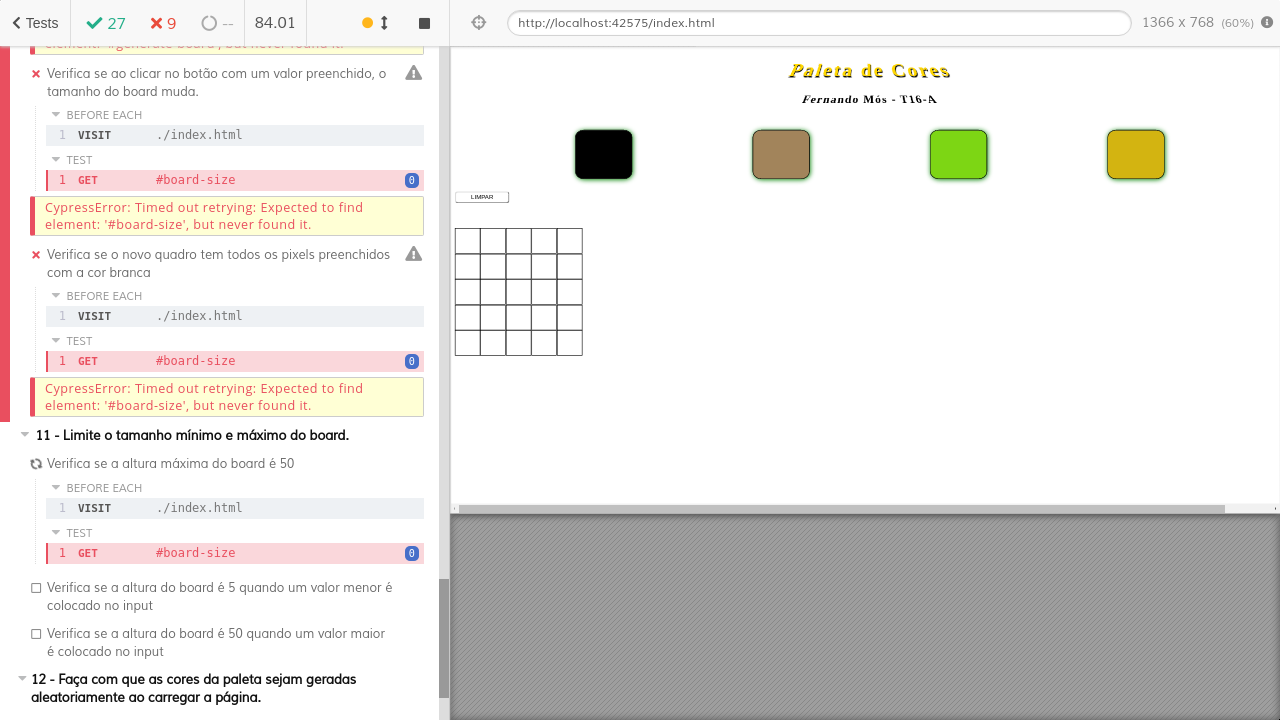 Tests
27
9
--
84.01
http://localhost:42575/index.html
1366 x 768 (60%)
element: '#generate-board', but never found it.
Verifica se ao clicar no botão com um valor preenchido, o
tamanho do board muda.
BEFORE EACH
1 VISIT ./index.html
TEST
1 GET #board-size 0
CypressError: Timed out retrying: Expected to find
element: '#board-size', but never found it.
Verifica se o novo quadro tem todos os pixels preenchidos
com a cor branca
BEFORE EACH
1 VISIT ./index.html
TEST
1 GET #board-size 0
CypressError: Timed out retrying: Expected to find
element: '#board-size', but never found it.
11 - Limite o tamanho mínimo e máximo do board.
Verifica se a altura máxima do board é 50
BEFORE EACH
1 VISIT ./index.html
TEST
1 GET #board-size 0
Verifica se a altura do board é 5 quando um valor menor é
colocado no input
Verifica se a altura do board é 50 quando um valor maior
é colocado no input
12 - Faça com que as cores da paleta sejam geradas
aleatoriamente ao carregar a página.
Paleta de Cores
Fernando Mós - T16-A
LIMPAR